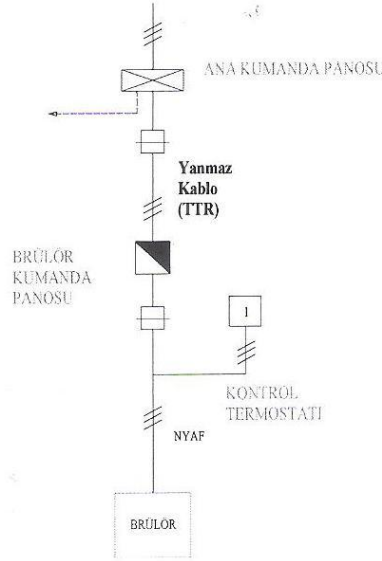 ANA KUMANDA PANOSU
Yanmaz
Kablo
(TTR)
BRÜLÖR
KUMANDA
PANOSU
1
KONTROL
TERMOSTATI
NYAF
BRÜLÖR